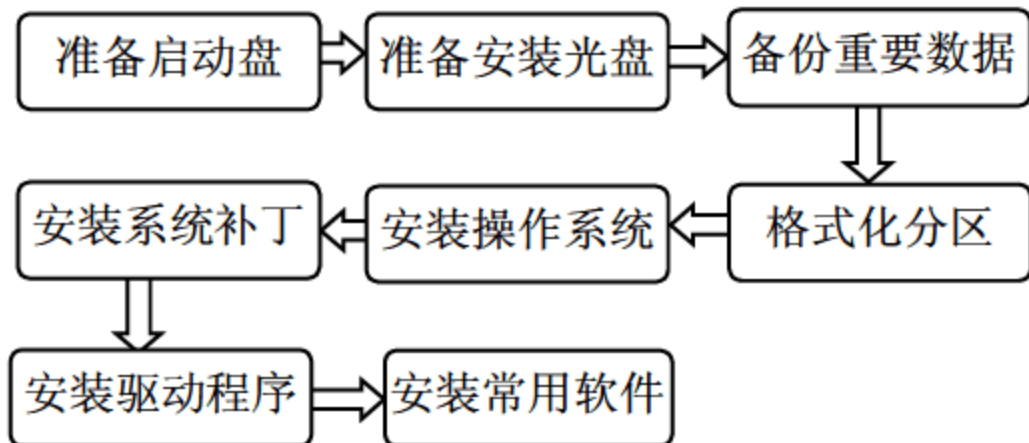 准备启动盘
准备安装光盘
备份重要数据
格式化分区
安装操作系统
安装系统补丁
安装驱动程序
安装常用软件